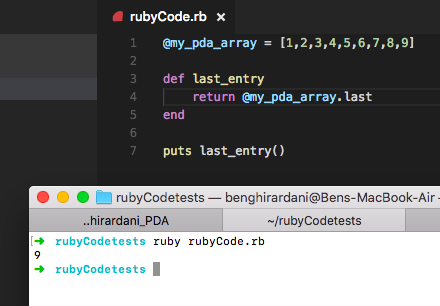 rubyCode.rb ×
1 @my_pda_array = [1,2,3,4,5,6,7,8,9]
2
3 def last_entry
4     return @my_pda_array.last
5 end
6
7 puts last_entry()
rubyCodetests — benghirardani@Bens-MacBook-Air —
..hirardani_PDA ~/rubyCodetests
[➜ rubyCodetests ruby rubyCode.rb
9
➜ rubyCodetests